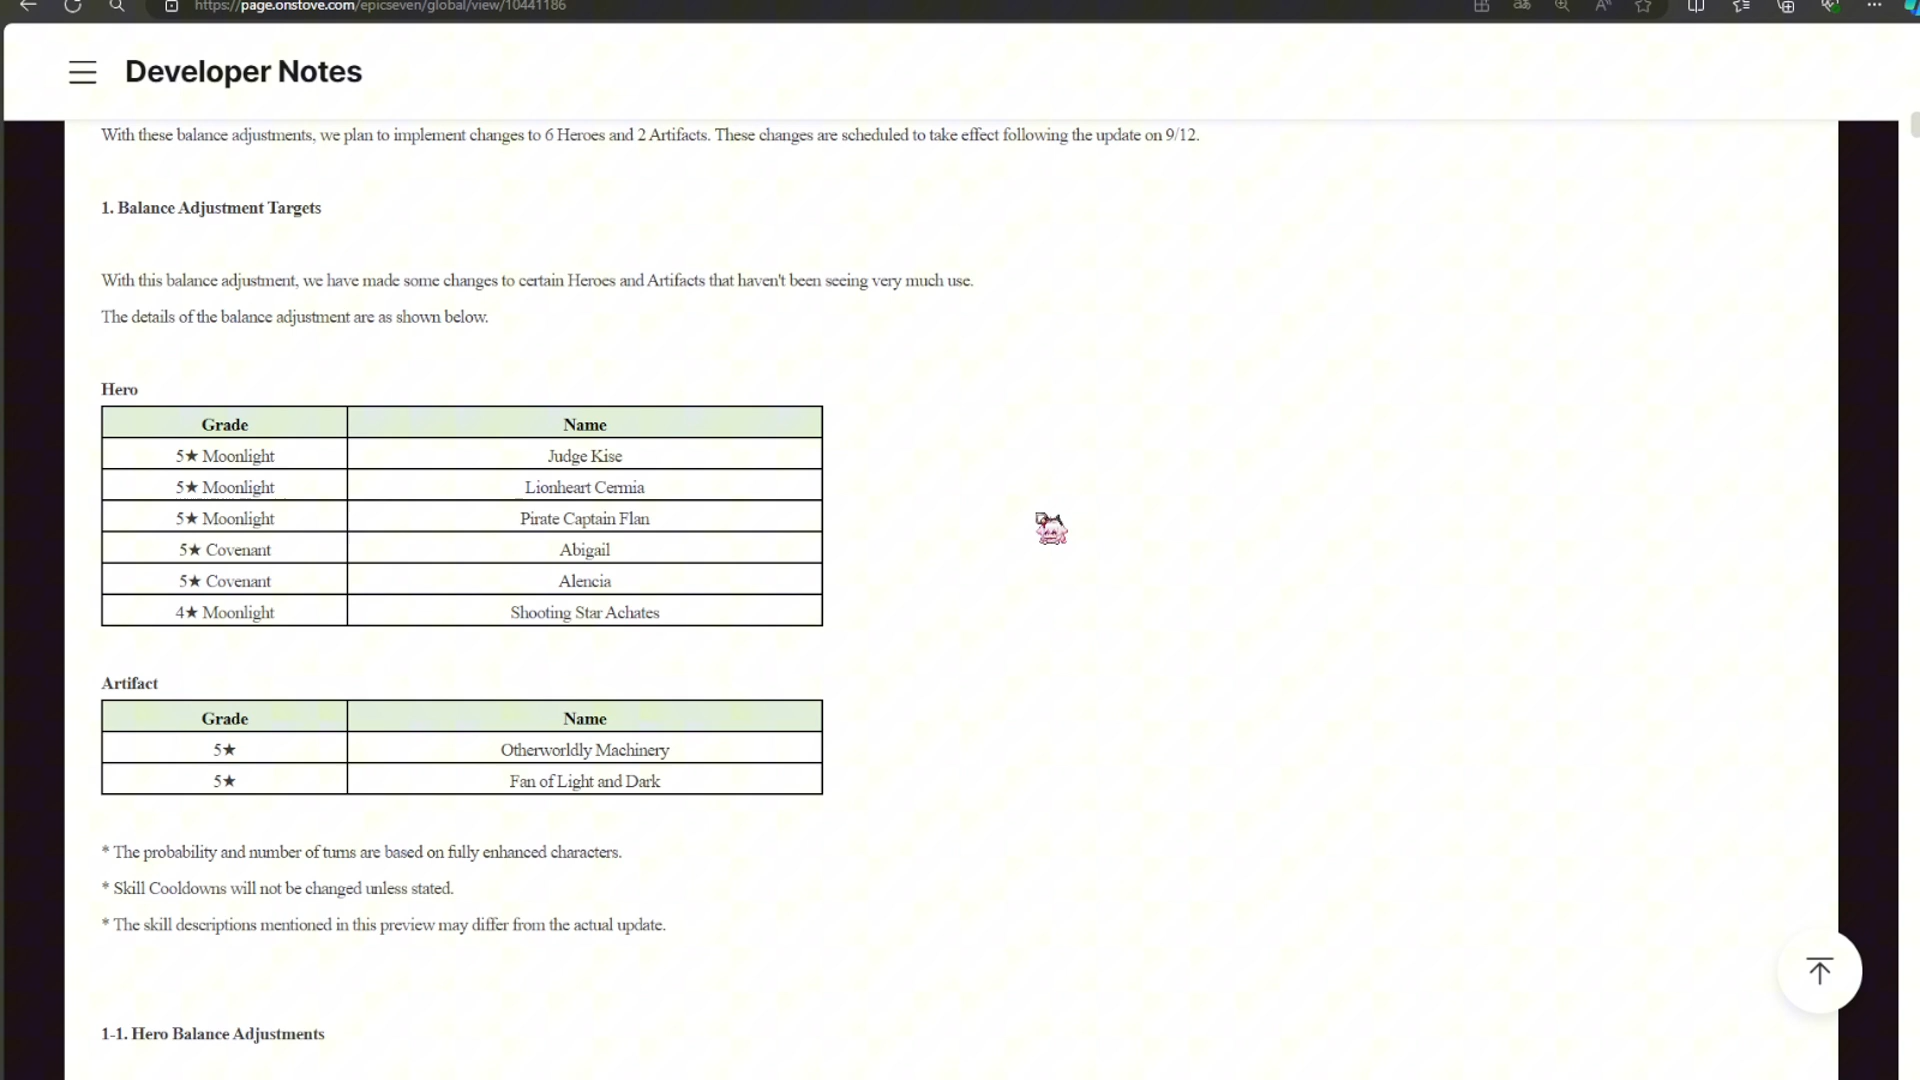 https://page.onstove.com/epicseven/global/view/10441186
Developer Notes
With these balance adjustments, we plan to implement changes to 6 Heroes and 2 Artifacts. These changes are scheduled to take effect following the update on 9/12.
1. Balance Adjustment Targets
With this balance adjustment, we have made some changes to certain Heroes and Artifacts that haven't been seeing very much use.
The details of the balance adjustment are as shown below.
Hero
Grade Name
5★ Moonlight Judge Kise
5★ Moonlight Lionheart Cermia
5★ Moonlight Pirate Captain Flan
5★ Covenant Abigail
5★ Covenant Alencia
4★ Moonlight Shooting Star Achates
Artifact
Grade Name
5★ Otherworldly Machinery
5★ Fan of Light and Dark
* The probability and number of turns are based on fully enhanced characters.
* Skill Cooldowns will not be changed unless stated.
* The skill descriptions mentioned in this preview may differ from the actual update.
1-1. Hero Balance Adjustments